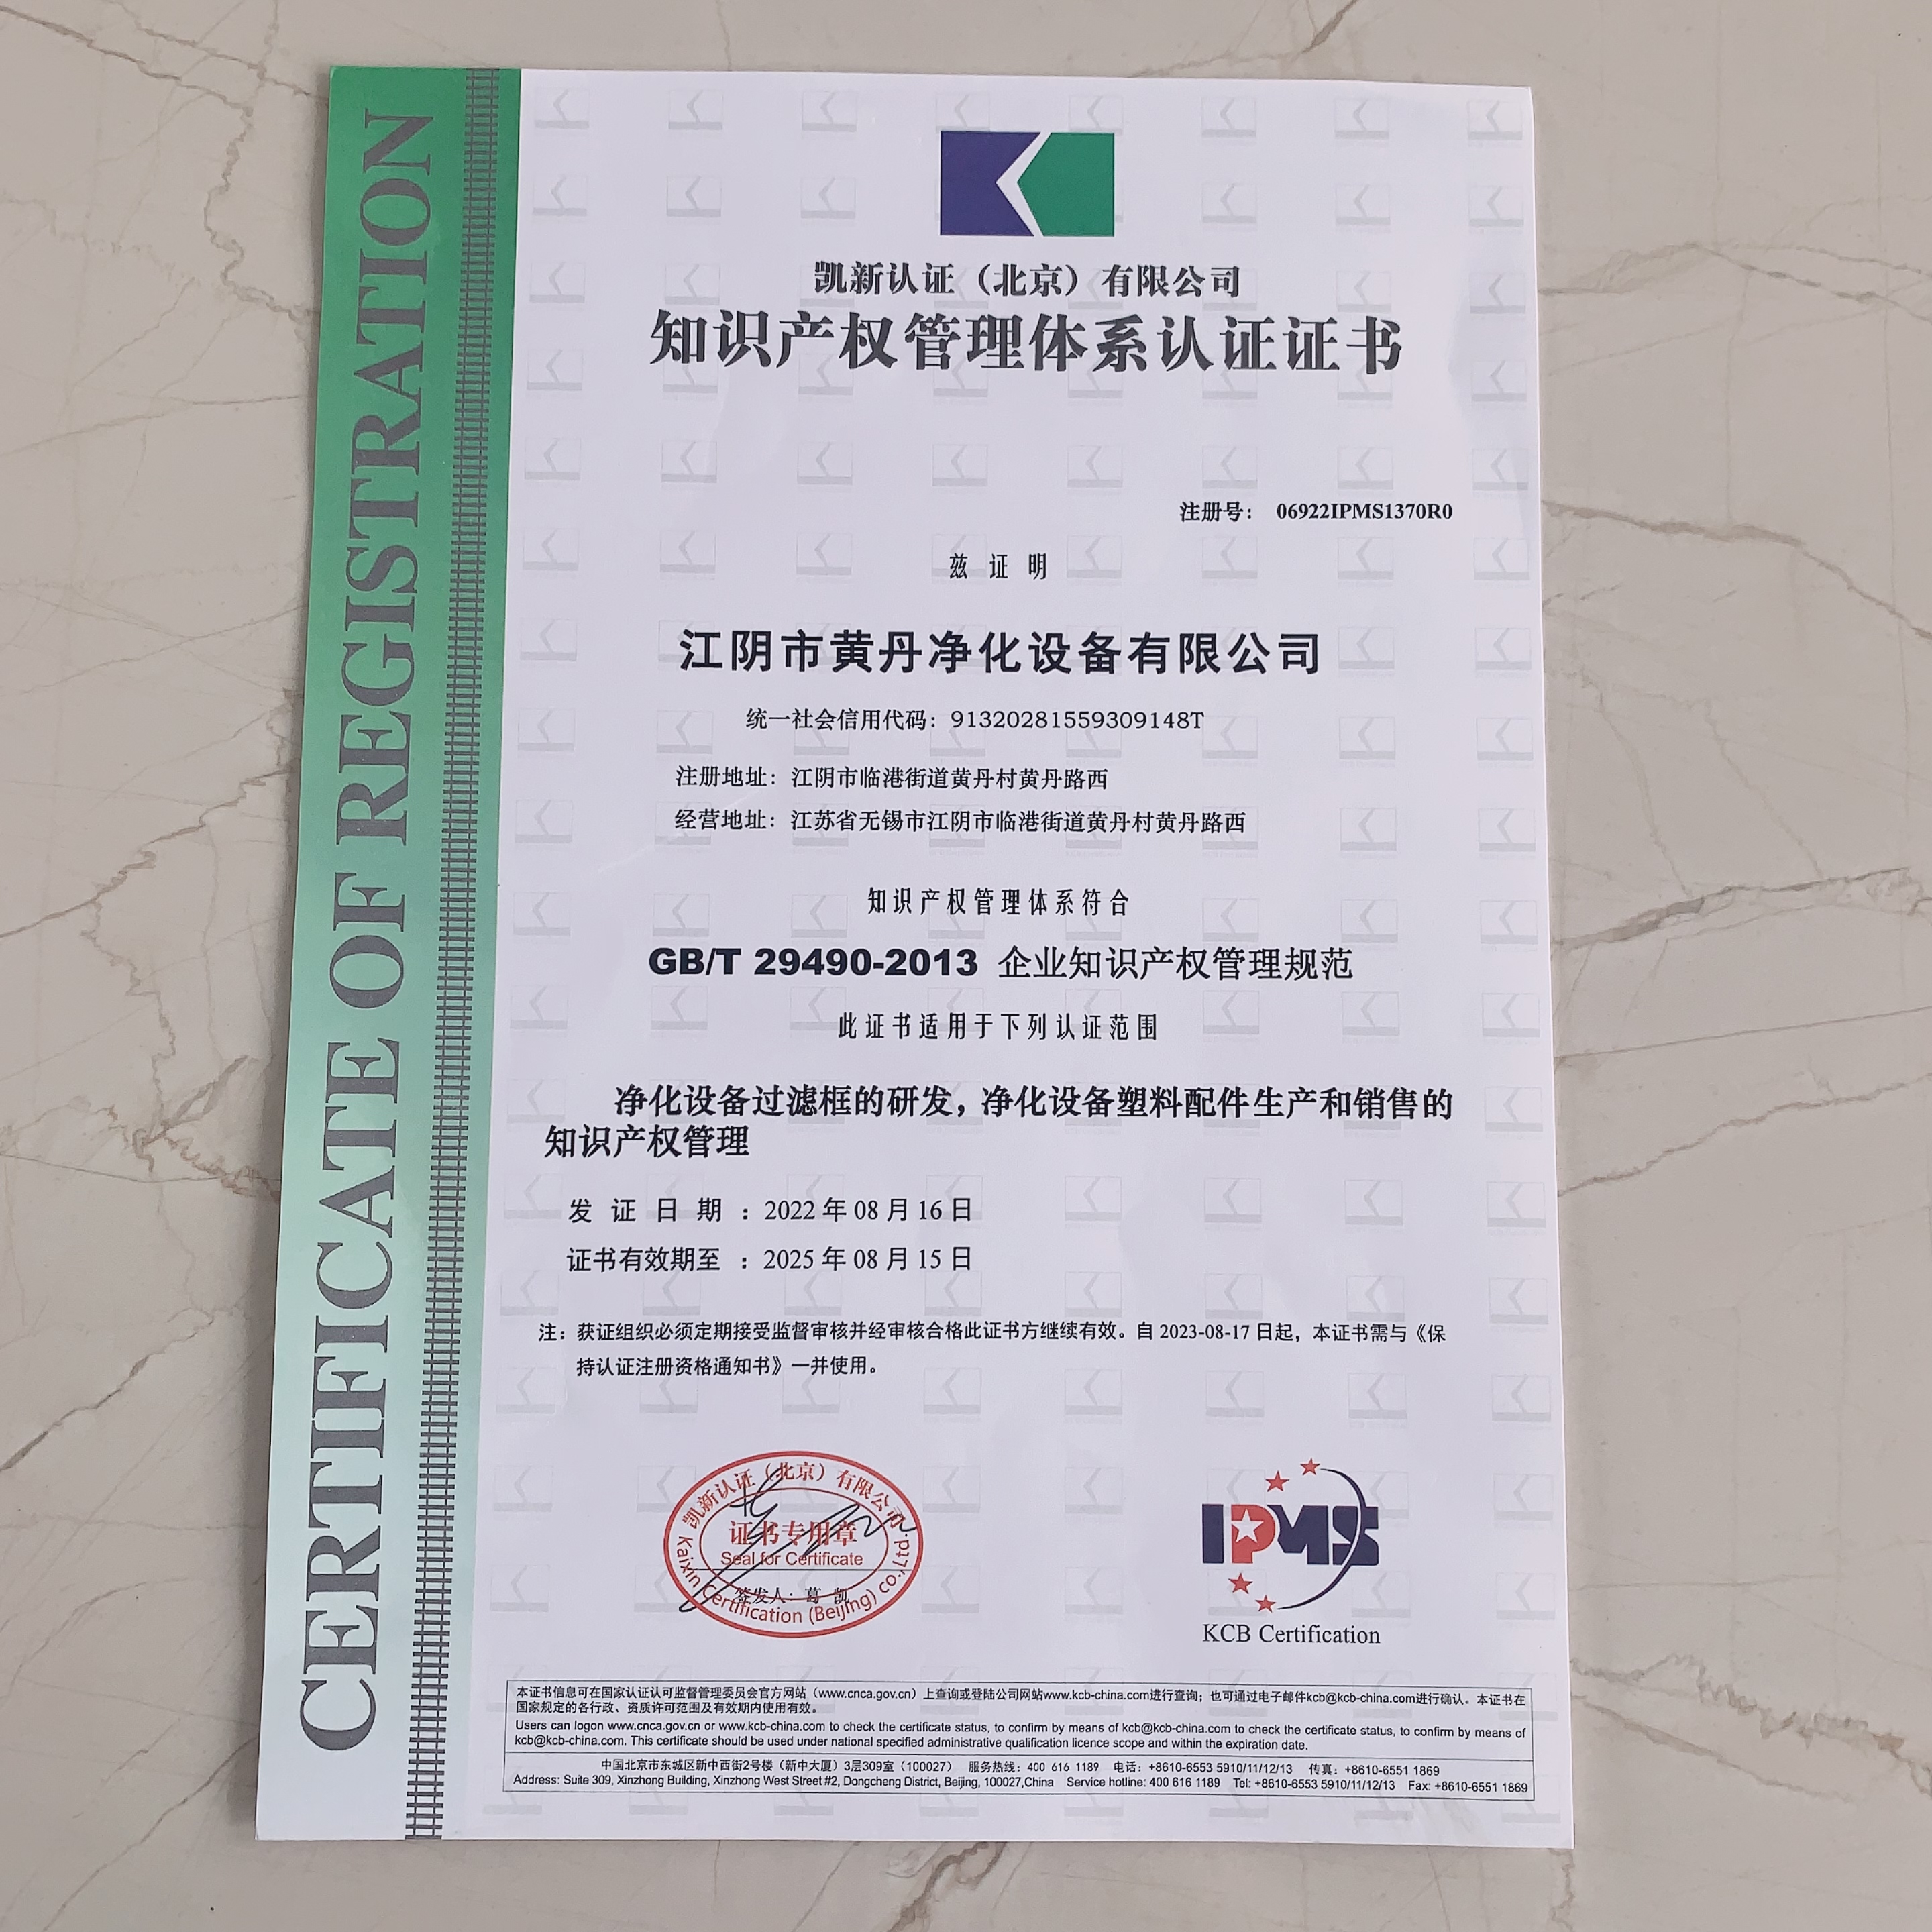 CERTIFICATE OF REGISTRATION
凯新认证（北京）有限公司
知识产权管理体系认证证书
注册号： 06922IPMS1370R0
兹 证 明
江阴市黄丹净化设备有限公司
统一社会信用代码：91320281559309148T
注册地址：江阴市临港街道黄丹村黄丹路西
经营地址：江苏省无锡市江阴市临港街道黄丹村黄丹路西
知识产权管理体系符合
GB/T 29490-2013 企业知识产权管理规范
此证书适用于下列认证范围
净化设备过滤框的研发，净化设备塑料配件生产和销售的
知识产权管理
发 证 日 期 ：2022 年 08 月 16 日
证书有效期至 ：2025 年 08 月 15 日
注：获证组织必须定期接受监督审核并经审核合格此证书方继续有效。自 2023-08-17 日起，本证书需与《保
持认证注册资格通知书》一并使用。
凯新认证（北京）有限公司
证书专用章
Seal for Certificate
签发人：葛 凯
Kaixin Certification (Beijing) co.,Ltd.
IPMS
KCB Certification
本证书信息可在国家认证认可监督管理委员会官方网站（www.cnca.gov.cn）上查询或登陆公司网站www.kcb-china.com进行查询；也可通过电子邮件kcb@kcb-china.com进行确认。本证书在
国家规定的各行政、资质许可范围及有效期内使用有效。
Users can logon www.cnca.gov.cn or www.kcb-china.com to check the certificate status, to confirm by means of kcb@kcb-china.com to check the certificate status, to confirm by means of
kcb@kcb-china.com. This certificate should be used under national specified administrative qualification licence scope and within the expiration date.
中国北京市东城区新中西街2号楼（新中大厦）3层309室（100027） 服务热线：400 616 1189 电话：+8610-6553 5910/11/12/13 传真：+8610-6551 1869
Address: Suite 309, Xinzhong Building, Xinzhong West Street #2, Dongcheng District, Beijing, 100027,China Service hotline: 400 616 1189 Tel: +8610-6553 5910/11/12/13 Fax: +8610-6551 1869